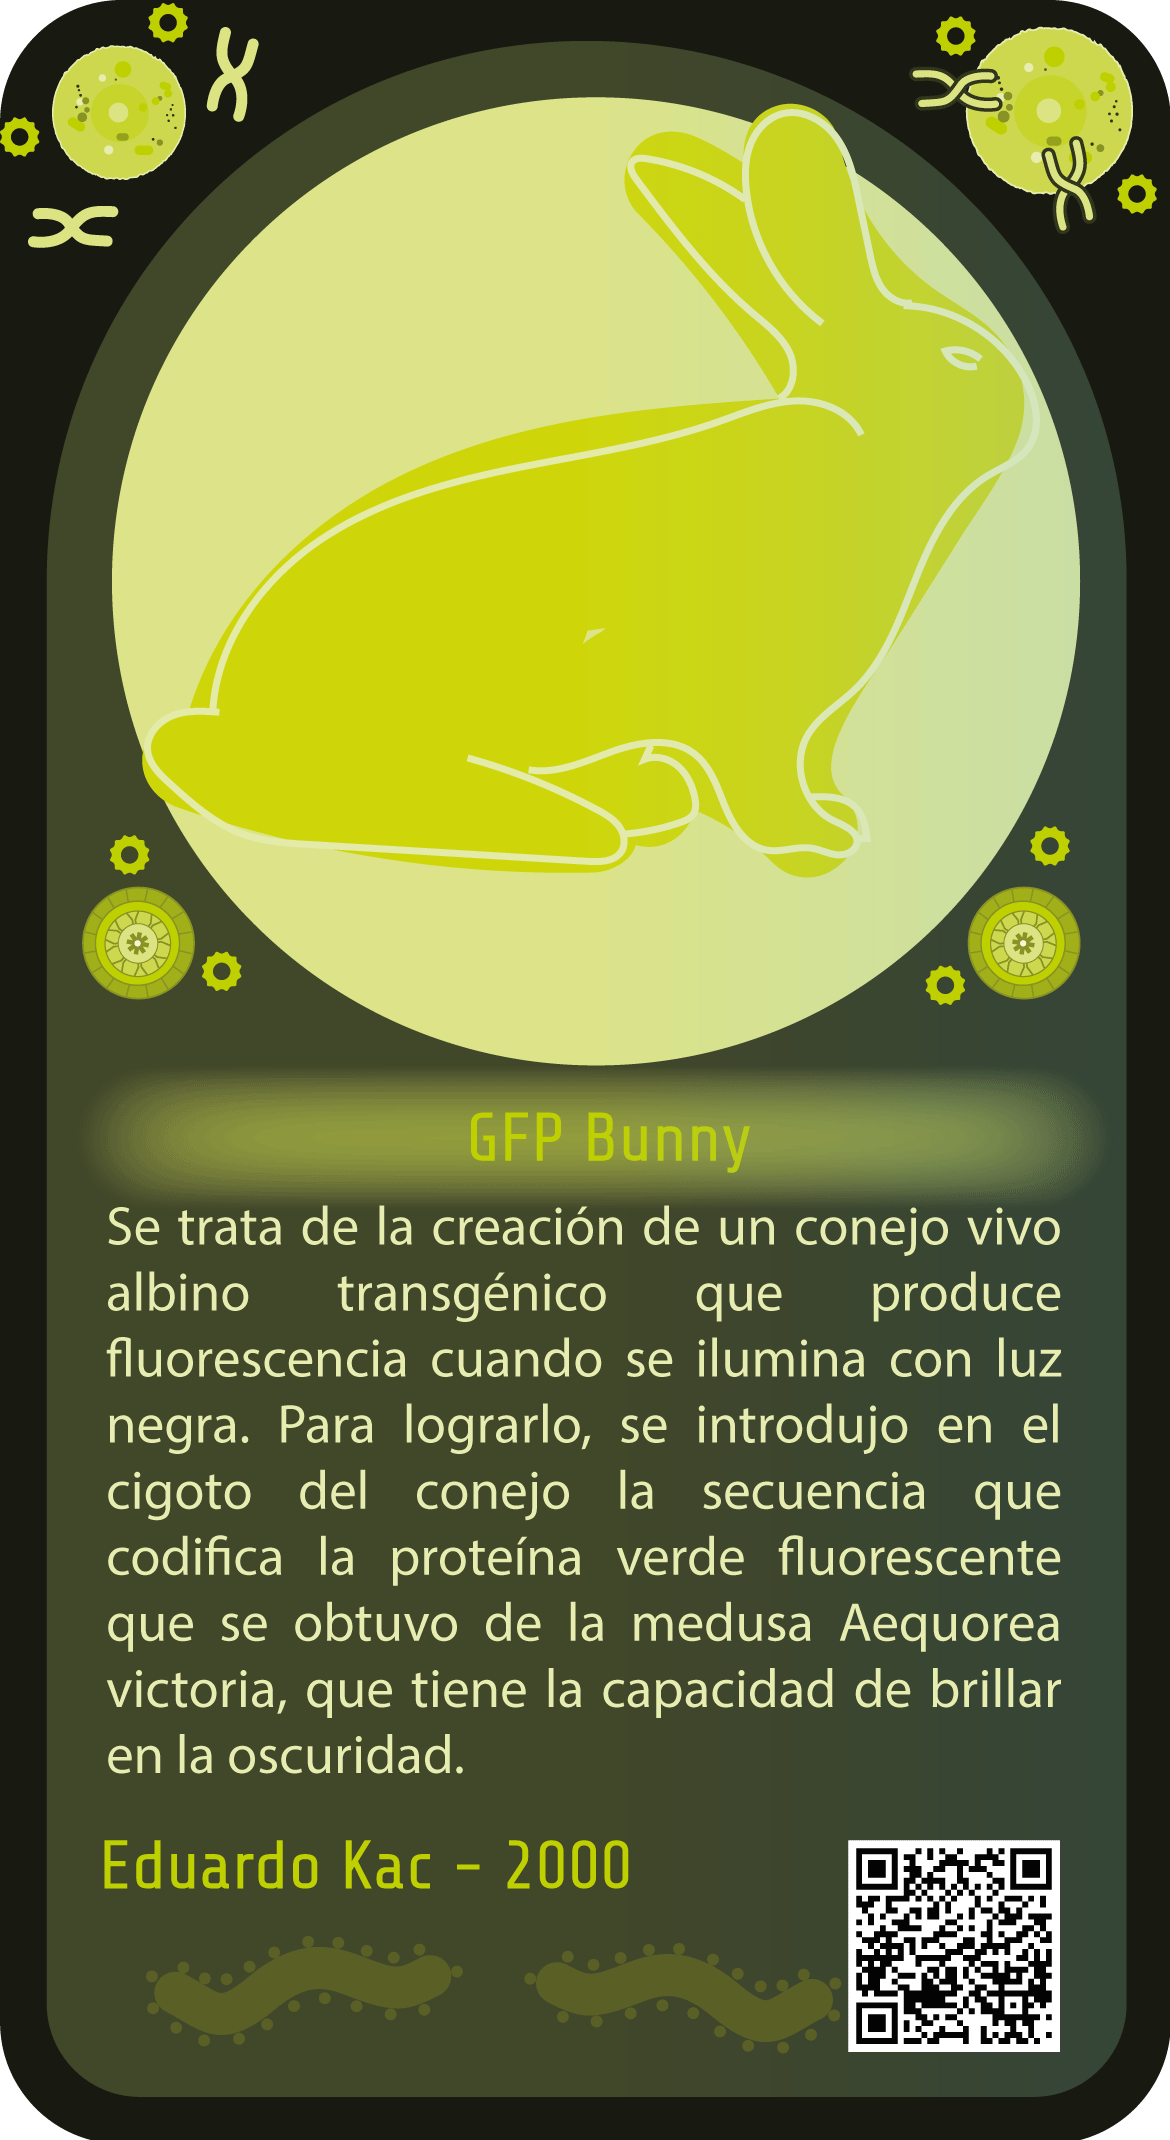 GFP Bunny
Se trata de la creación de un conejo vivo
albino transgénico que produce
fluorescencia cuando se ilumina con luz
negra. Para lograrlo, se introdujo en el
cigoto del conejo la secuencia que
codifica la proteína verde fluorescente
que se obtuvo de la medusa Aequorea
victoria, que tiene la capacidad de brillar
en la oscuridad.
Eduardo Kac - 2000